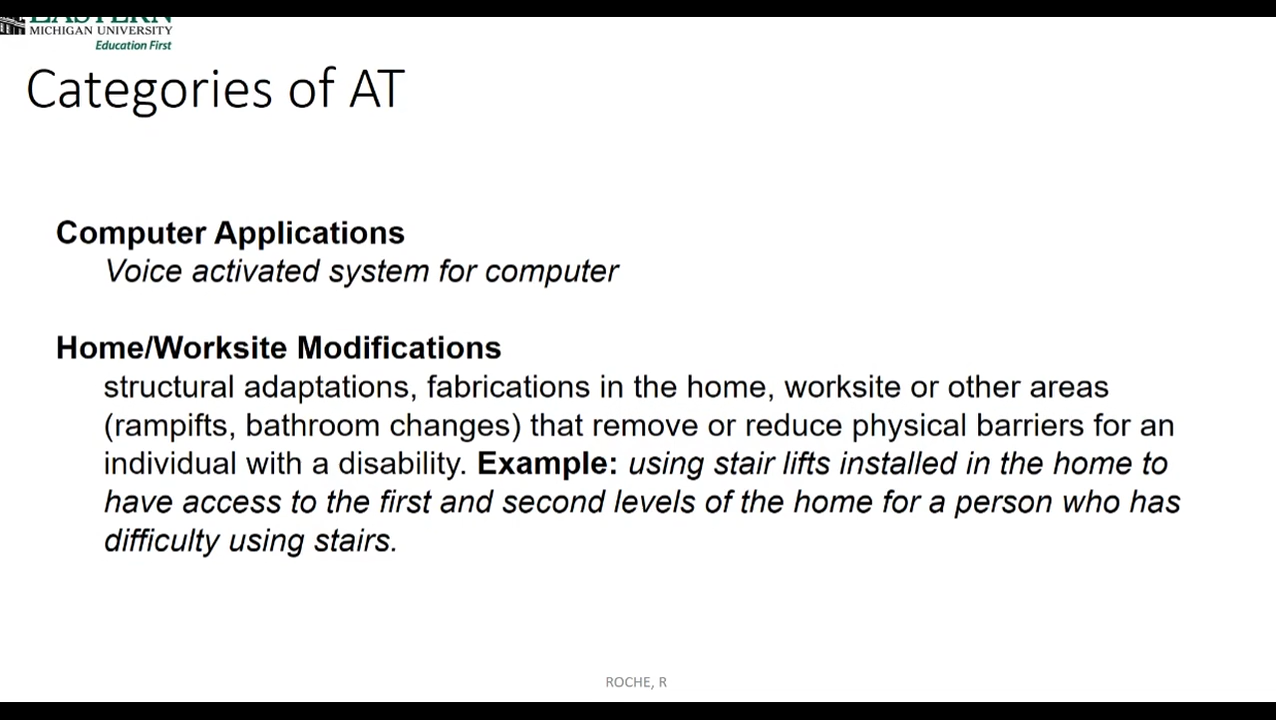 EASTERN
MICHIGAN UNIVERSITY
Education First
Categories of AT
Computer Applications
Voice activated system for computer
Home/Worksite Modifications
structural adaptations, fabrications in the home, worksite or other areas
(rampifts, bathroom changes) that remove or reduce physical barriers for an
individual with a disability. Example: using stair lifts installed in the home to
have access to the first and second levels of the home for a person who has
difficulty using stairs.
ROCHE, R